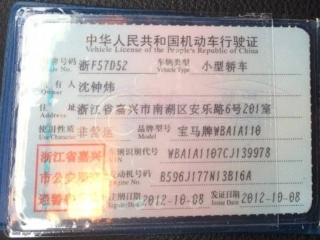 中华人民共和国机动车行驶证
Vehicle License of the People's Republic of China
牌号码 浙F57D52 车辆类型 小型轿车
Plate No. Vehicle Type
有人 沈钟炜
Owner
住址 浙江省嘉兴市南湖区安乐路6号201室
使用性质 非营运 品牌型号 宝马牌WBA1A110
浙江省嘉兴 识别代号 WBA1A1107CJ139978
市公安局 发动机号码 B596J177N13B16A
注册日期 2012-10-08 发证日期 2012-10-08